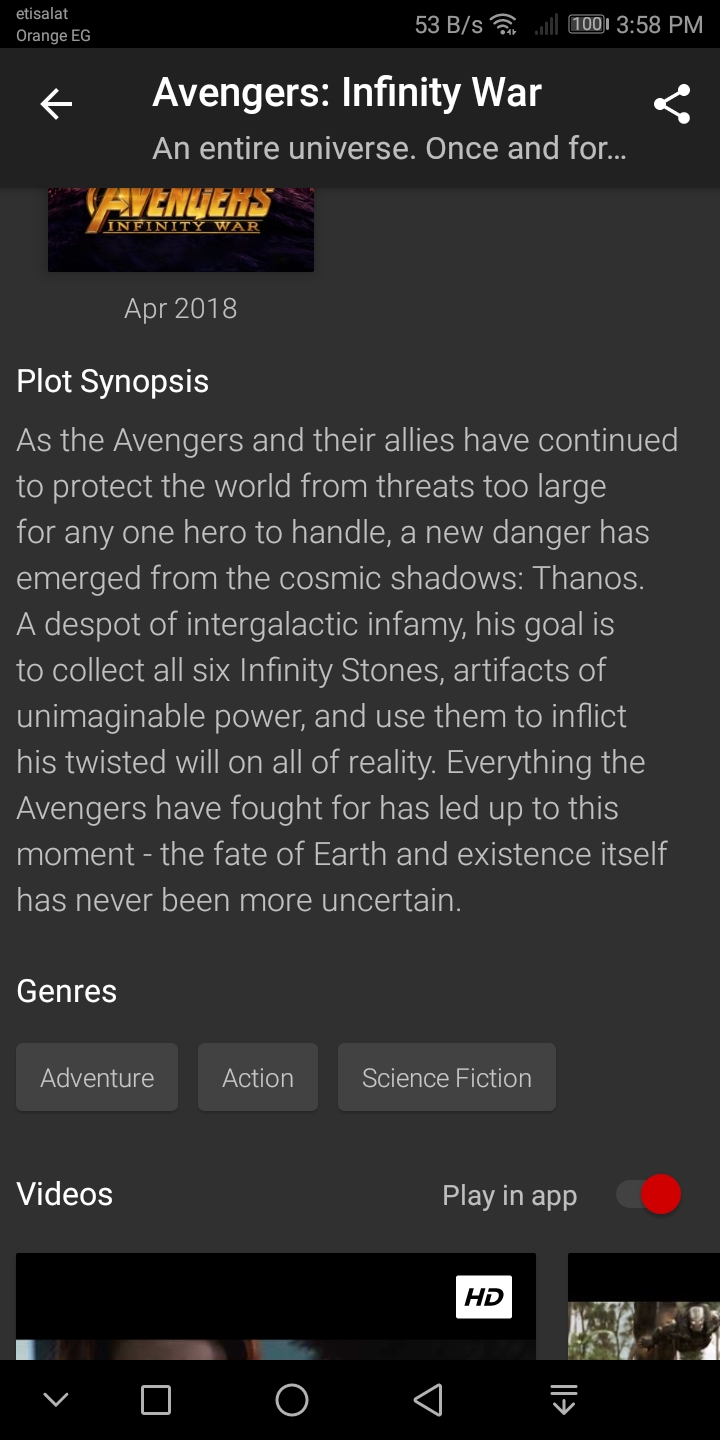 etisalat
Orange EG
53 B/s
100
3:58 PM
Avengers: Infinity War
An entire universe. Once and for…
AVENGERS
INFINITY WAR
Apr 2018
Plot Synopsis
As the Avengers and their allies have continued
to protect the world from threats too large
for any one hero to handle, a new danger has
emerged from the cosmic shadows: Thanos.
A despot of intergalactic infamy, his goal is
to collect all six Infinity Stones, artifacts of
unimaginable power, and use them to inflict
his twisted will on all of reality. Everything the
Avengers have fought for has led up to this
moment - the fate of Earth and existence itself
has never been more uncertain.
Genres
Adventure
Action
Science Fiction
Videos
Play in app
HD